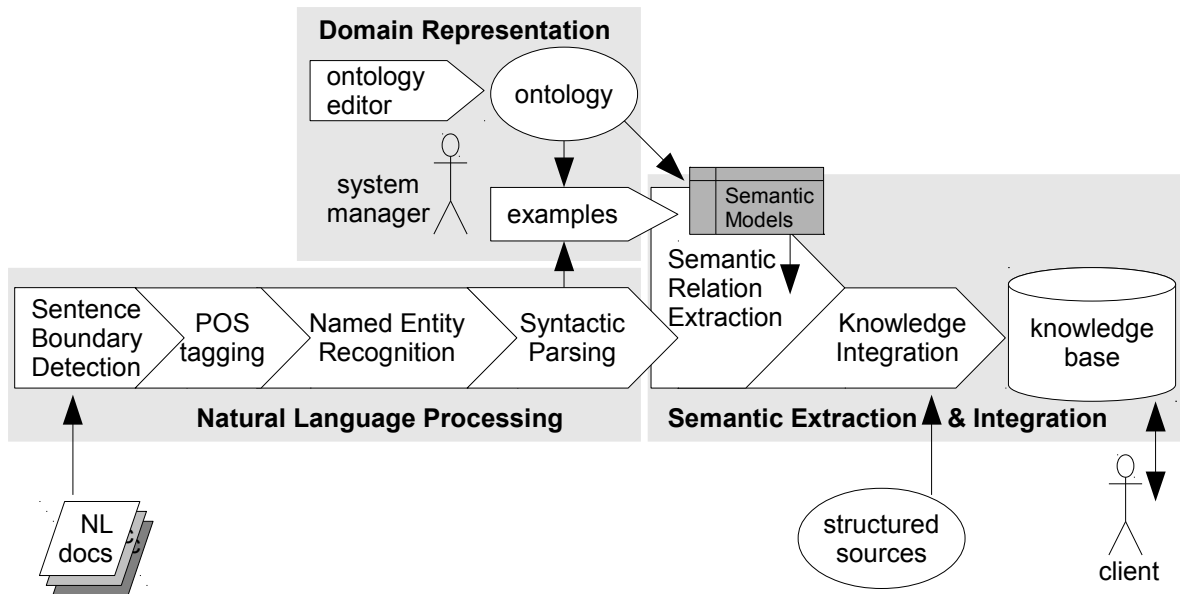 Domain Representation
ontology
editor
ontology
system
manager
examples
Semantic
Models
Semantic
Relation
Extraction
Sentence
Boundary
Detection
POS
tagging
Named Entity
Recognition
Syntactic
Parsing
Knowledge
Integration
knowledge
base
Natural Language Processing
Semantic Extraction & Integration
NL
docs
structured
sources
client